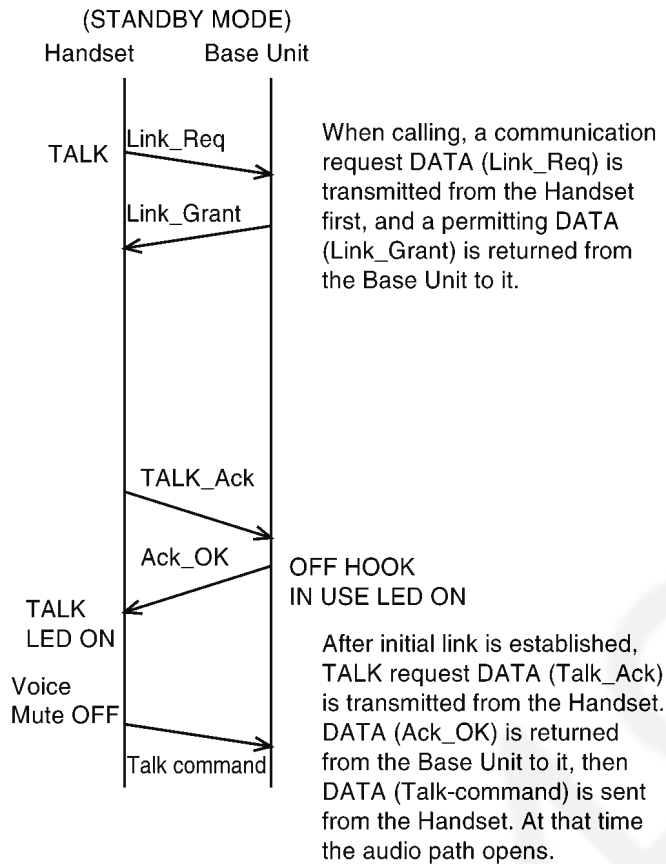 (STANDBY MODE)
Handset Base Unit
TALK
Link_Req
Link_Grant
When calling, a communication
request DATA (Link_Req) is
transmitted from the Handset
first, and a permitting DATA
(Link_Grant) is returned from
the Base Unit to it.
TALK_Ack
Ack_OK
OFF HOOK
IN USE LED ON
TALK
LED ON
Voice
Mute OFF
Talk command
After initial link is established,
TALK request DATA (Talk_Ack)
is transmitted from the Handset.
DATA (Ack_OK) is returned
from the Base Unit to it, then
DATA (Talk-command) is sent
from the Handset. At that time
the audio path opens.